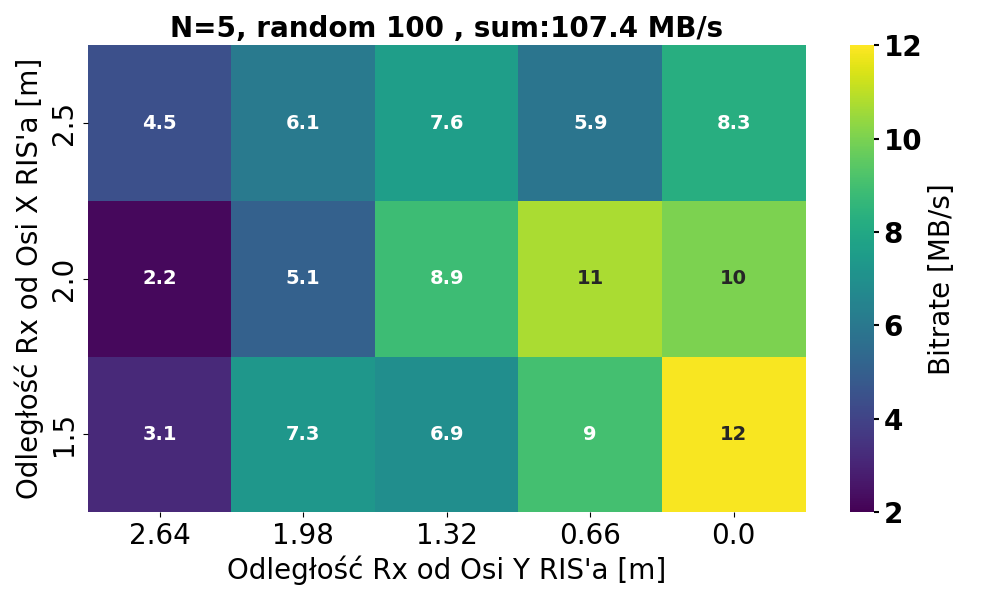 N=5, random 100 , sum:107.4 MB/s
Odległość Rx od Osi X RIS'a [m]
2.5
4.5 6.1 7.6 5.9 8.3
2.0
2.2 5.1 8.9 11 10
1.5
3.1 7.3 6.9 9 12
2.64 1.98 1.32 0.66 0.0
Odległość Rx od Osi Y RIS'a [m]
12
10
8
6
4
2
Bitrate [MB/s]